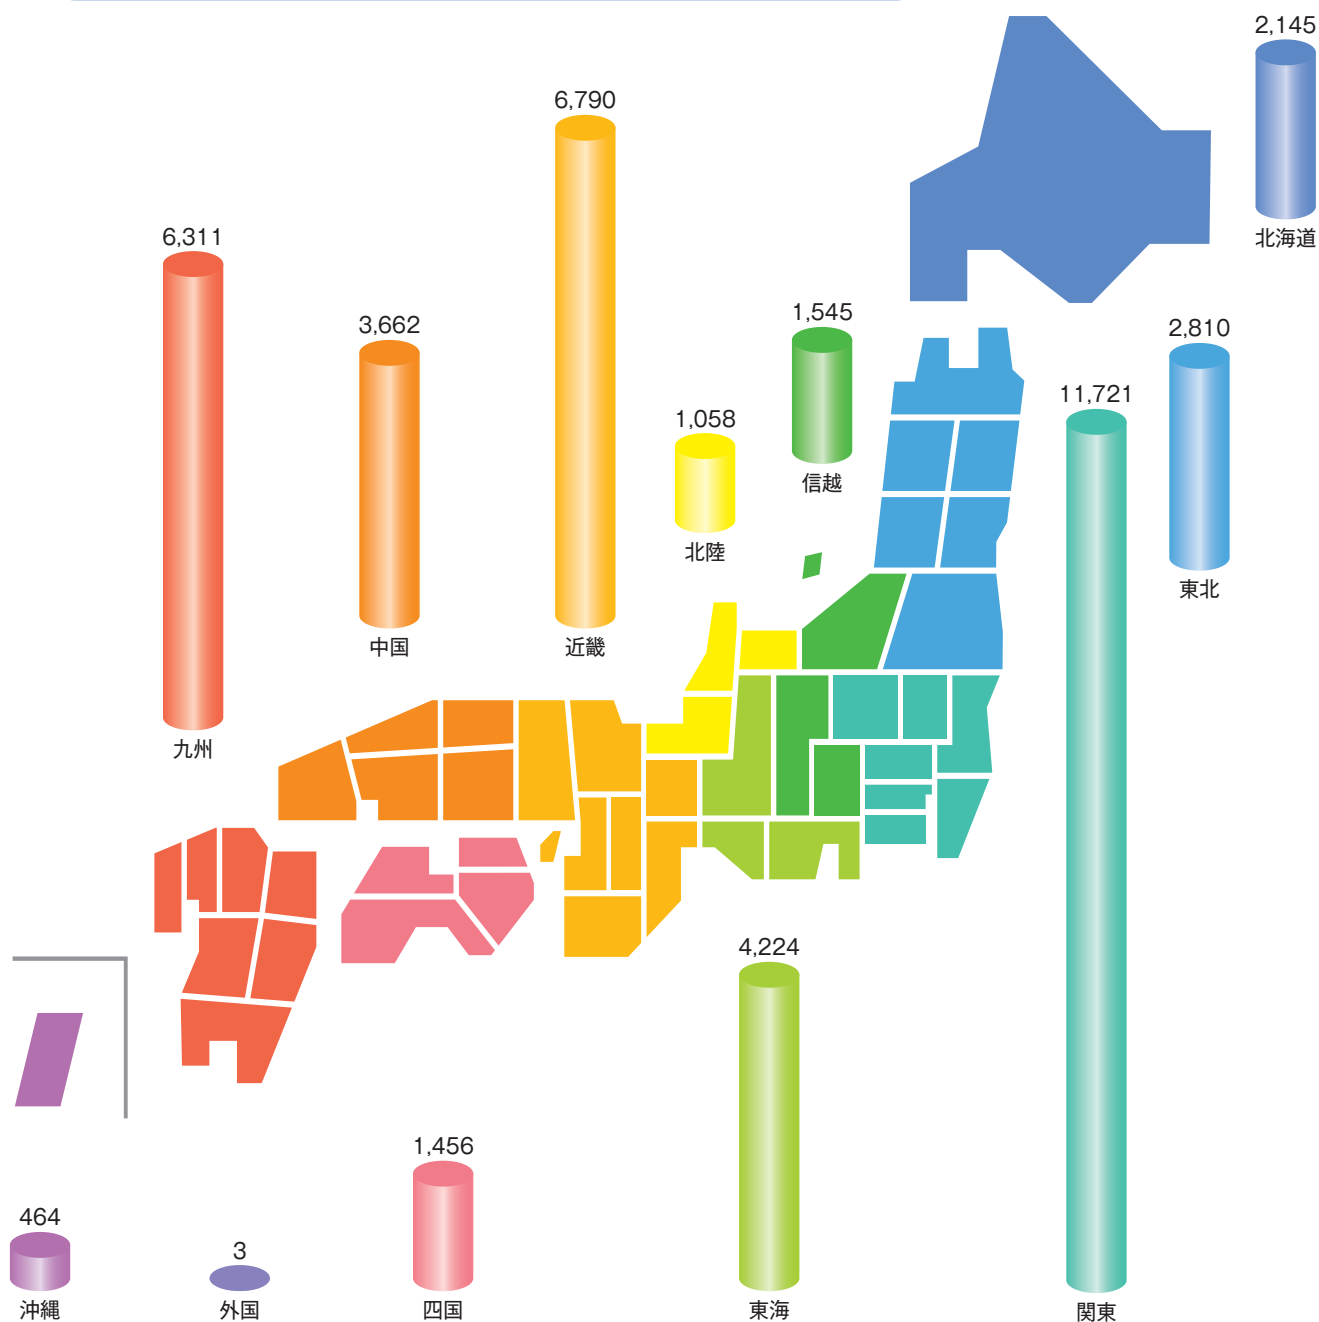 2,145
北海道
6,790
6,311
3,662
1,545
2,810
11,721
1,058
信越
北陸
東北
中国
近畿
九州
4,224
1,456
464
3
沖縄
外国
四国
東海
関東